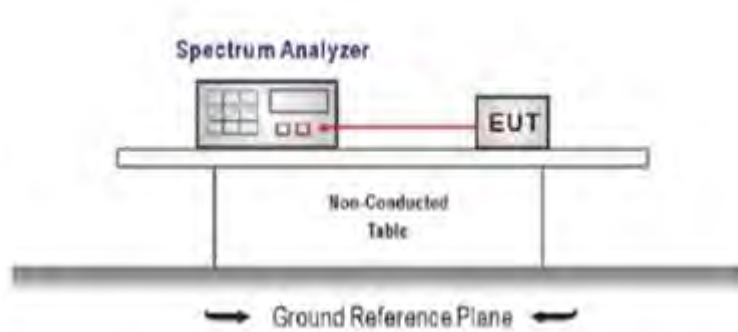 Spectrum Analyzer
EUT
Non-Conducted
Table
Ground Reference Plane